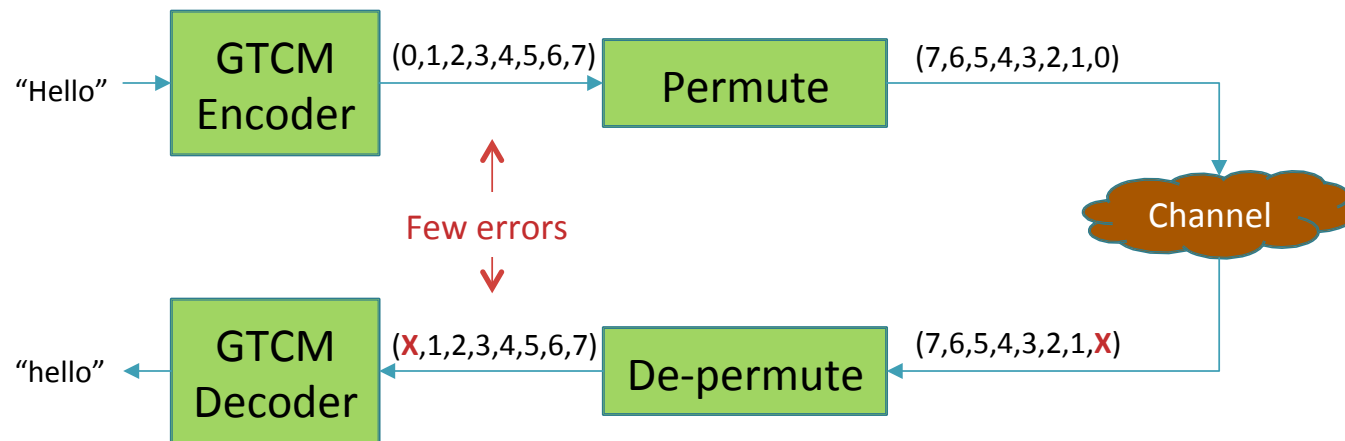 “Hello”
GTCM
Encoder
(0,1,2,3,4,5,6,7)
Permute
(7,6,5,4,3,2,1,0)
Few errors
Channel
“hello”
GTCM
Decoder
(X,1,2,3,4,5,6,7)
De-permute
(7,6,5,4,3,2,1,X)